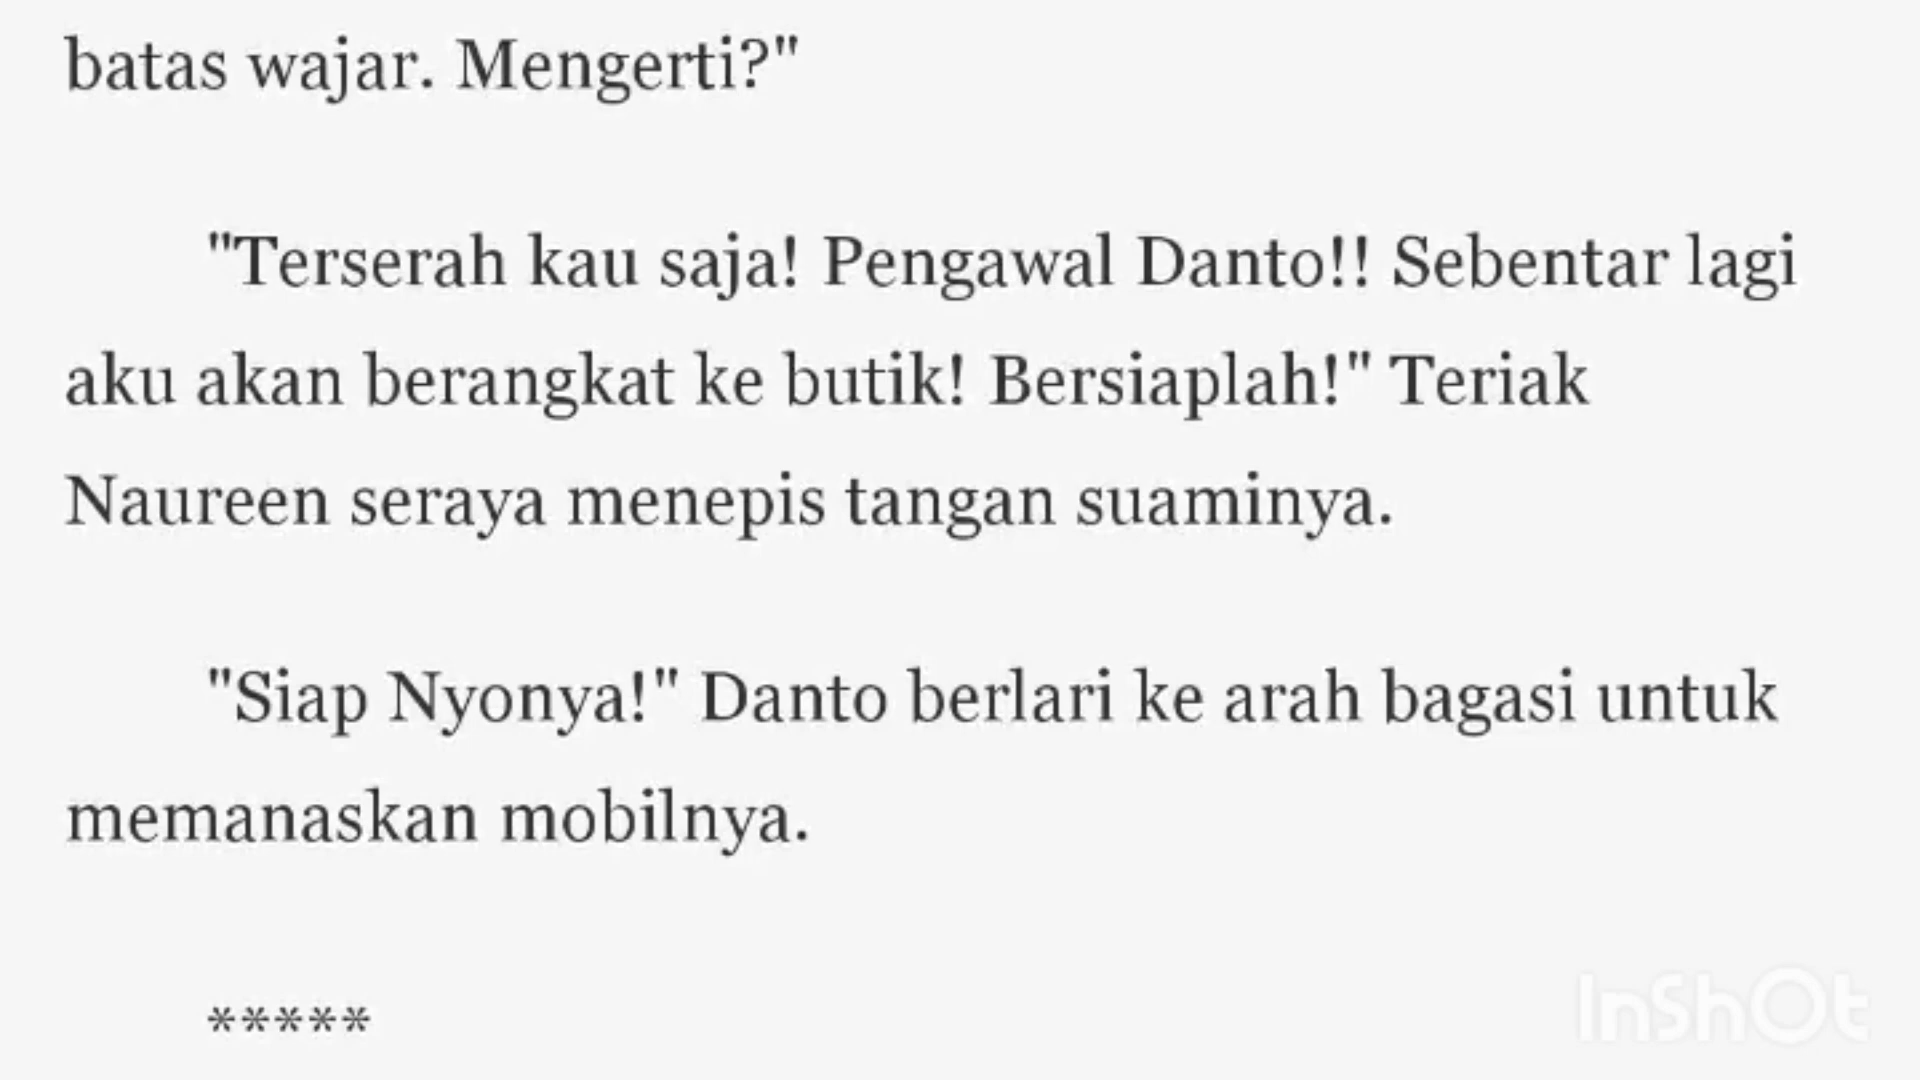 batas wajar. Mengerti?"
"Terserah kau saja! Pengawal Danto!! Sebentar lagi
aku akan berangkat ke butik! Bersiaplah!" Teriak
Naureen seraya menepis tangan suaminya.
"Siap Nyonya!" Danto berlari ke arah bagasi untuk
memanaskan mobilnya.
*****
InShOt